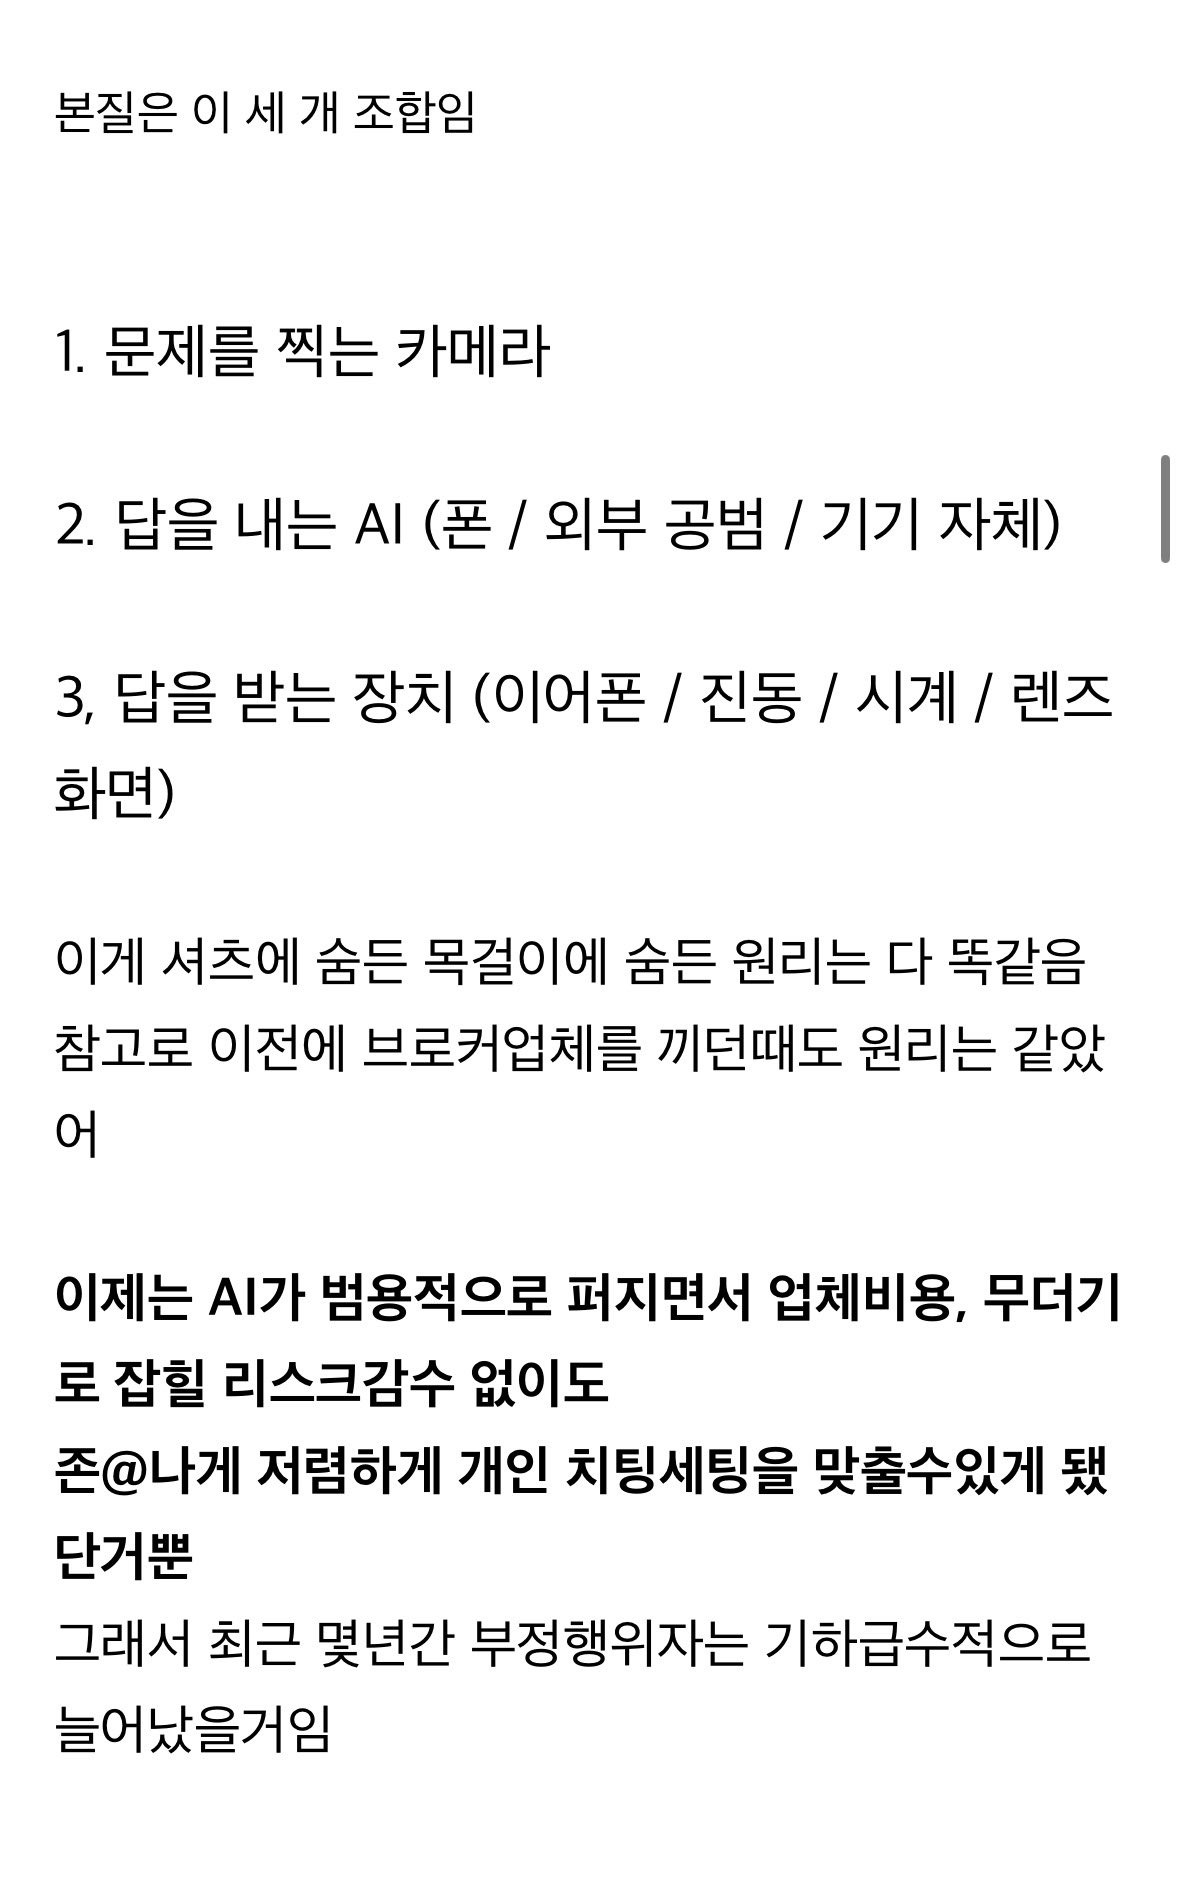 본질은 이 세 개 조합임
1. 문제를 찍는 카메라
2. 답을 내는 AI (폰 / 외부 공범 / 기기 자체)
3, 답을 받는 장치 (이어폰 / 진동 / 시계 / 렌즈
화면)
이게 셔츠에 숨든 목걸이에 숨든 원리는 다 똑같음
참고로 이전에 브로커업체를 끼던때도 원리는 같았
어
이제는 AI가 범용적으로 퍼지면서 업체비용, 무더기
로 잡힐 리스크감수 없이도
존@나게 저렴하게 개인 치팅세팅을 맞출수있게 됐
단거뿐
그래서 최근 몇년간 부정행위자는 기하급수적으로
늘어났을거임